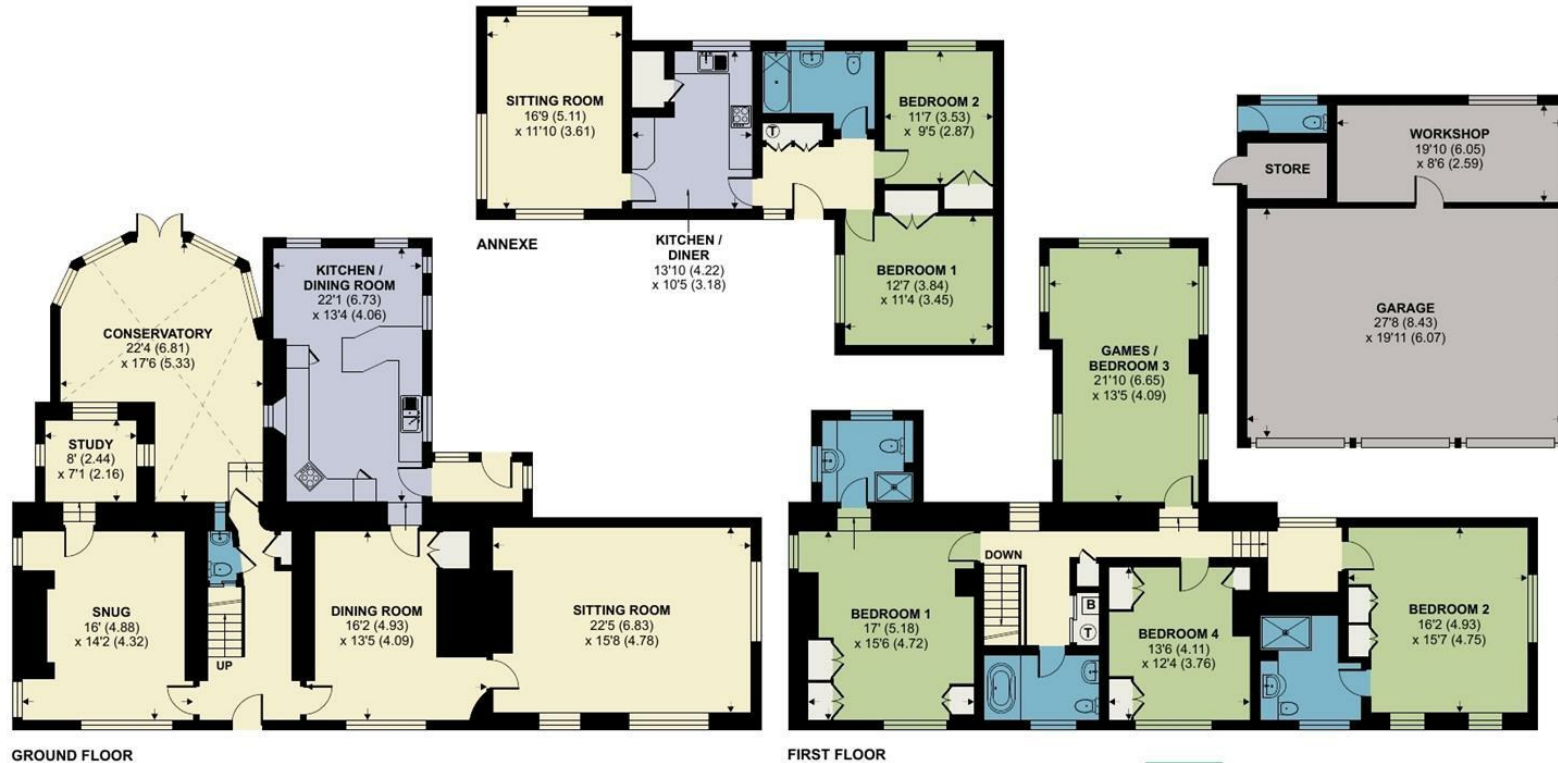 SITTING ROOM
16'9 (5.11)
x 11'10 (3.61)
BEDROOM 2
11'7 (3.53)
x 9'5 (2.87)
T
ANNEXE
KITCHEN /
DINER
13'10 (4.22)
x 10'5 (3.18)
BEDROOM 1
12'7 (3.84)
x 11'4 (3.45)
WORKSHOP
19'10 (6.05)
x 8'6 (2.59)
STORE
GARAGE
27'8 (8.43)
x 19'11 (6.07)
KITCHEN /
DINING ROOM
22'1 (6.73)
x 13'4 (4.06)
CONSERVATORY
22'4 (6.81)
x 17'6 (5.33)
STUDY
8' (2.44)
x 7'1 (2.16)
SNUG
16' (4.88)
x 14'2 (4.32)
UP
DINING ROOM
16'2 (4.93)
x 13'5 (4.09)
SITTING ROOM
22'5 (6.83)
x 15'8 (4.78)
GROUND FLOOR
GAMES /
BEDROOM 3
21'10 (6.65)
x 13'5 (4.09)
DOWN
B
T
BEDROOM 1
17' (5.18)
x 15'6 (4.72)
BEDROOM 4
13'6 (4.11)
x 12'4 (3.76)
BEDROOM 2
16'2 (4.93)
x 15'7 (4.75)
FIRST FLOOR